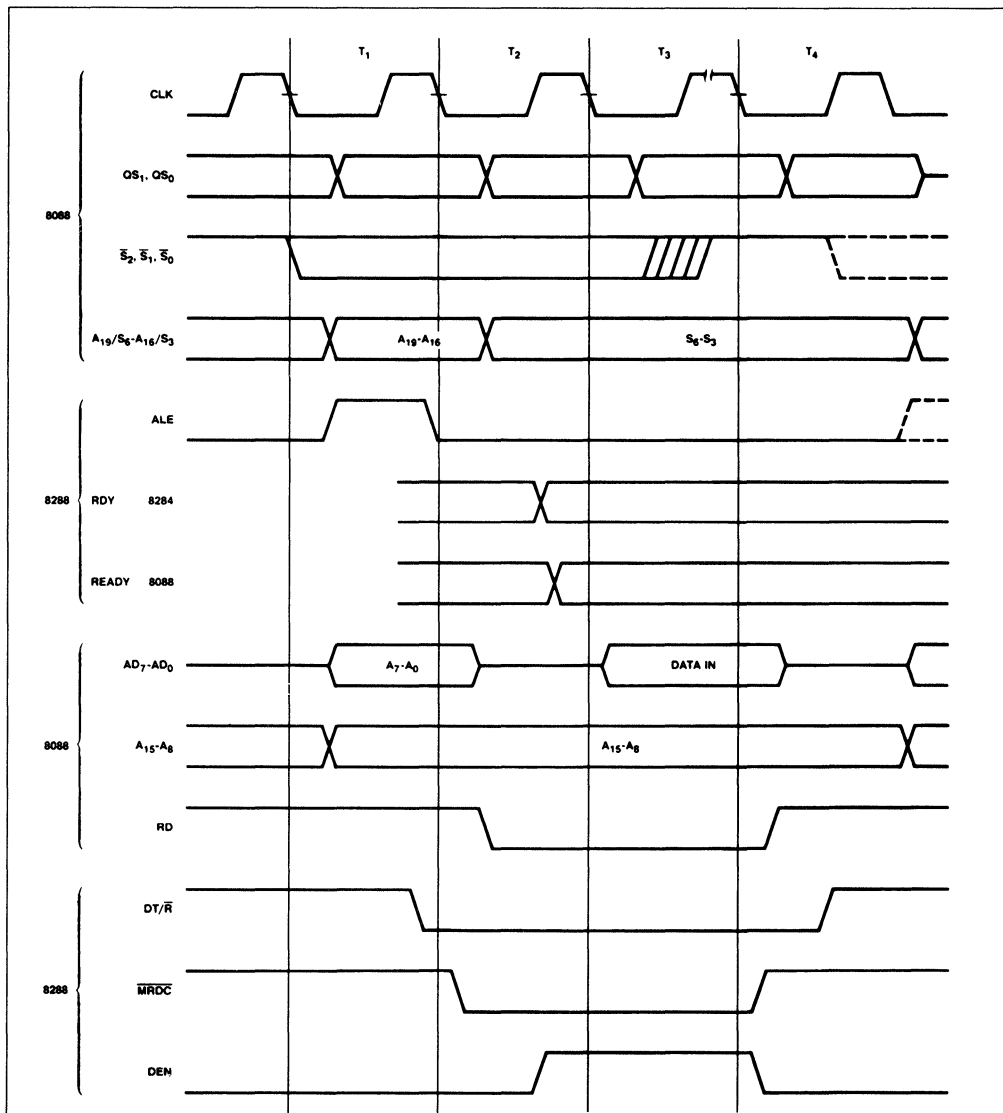 T₁ T₂ T₃ T₄
CLK
QS₁, QS₀
8088
S̅₂, S̅₁, S̅₀
A₁₉/S₆-A₁₆/S₃ A₁₉-A₁₆ S₆-S₃
ALE
8288 RDY 8284
READY 8088
AD₇-AD₀ A₇-A₀ DATA IN
8088 A₁₅-A₈ A₁₅-A₈
RD
DT/R̅
8288 M̅R̅D̅C̅
DEN